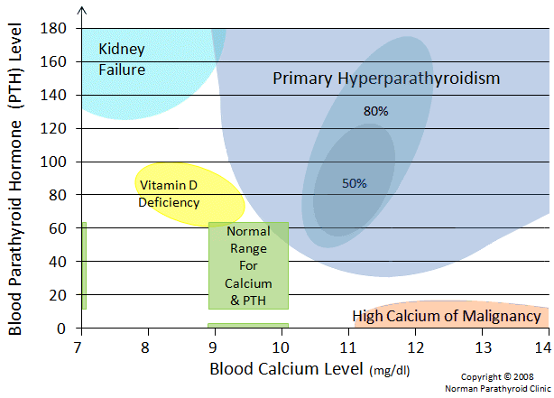 Blood Parathyroid Hormone (PTH) Level
180
160
140
120
100
80
60
40
20
0
Kidney
Failure
Primary Hyperparathyroidism
80%
50%
Vitamin D
Deficiency
Normal
Range
For
Calcium
& PTH
High Calcium of Malignancy
7 8 9 10 11 12 13 14
Blood Calcium Level (mg/dl)
Copyright © 2008
Norman Parathyroid Clinic